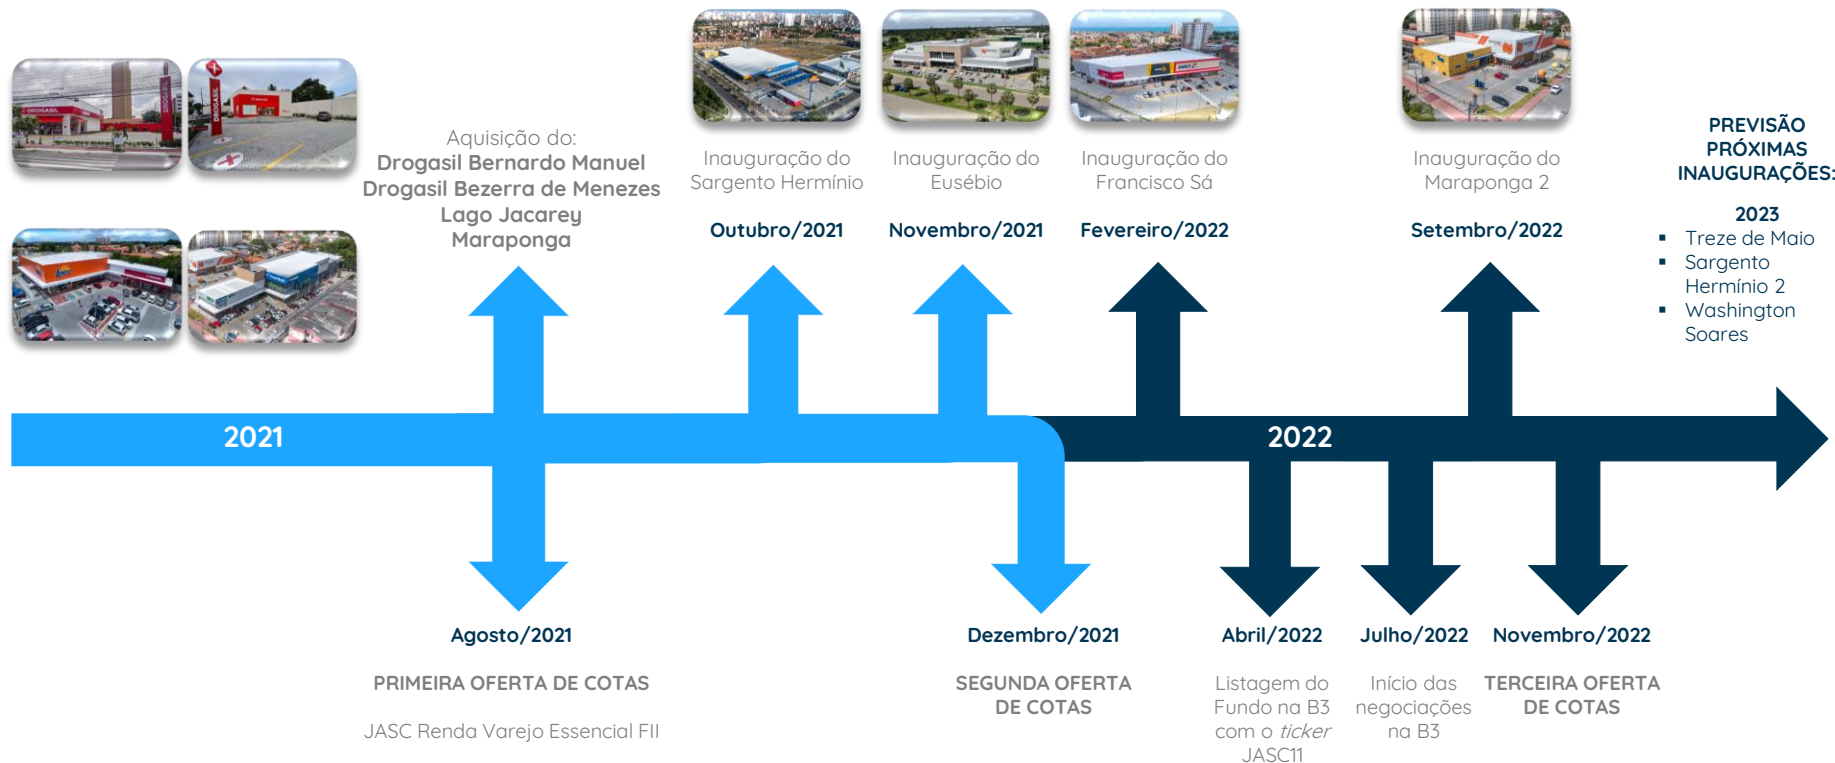 DROGASIL
DROGASIL
DROGASIL
Aquisição do:
Drogasil Bernardo Manuel
Drogasil Bezerra de Menezes
Lago Jacarey
Maraponga
Inauguração do
Sargento Hermínio
Outubro/2021
Inauguração do
Eusébio
Novembro/2021
Inauguração do
Francisco Sá
Fevereiro/2022
Inauguração do
Maraponga 2
Setembro/2022
PREVISÃO
PRÓXIMAS
INAUGURAÇÕES:
2023
▪ Treze de Maio
▪ Sargento
Hermínio 2
▪ Washington
Soares
2021
2022
Agosto/2021
PRIMEIRA OFERTA DE COTAS
JASC Renda Varejo Essencial FII
Dezembro/2021
SEGUNDA OFERTA
DE COTAS
Abril/2022
Listagem do
Fundo na B3
com o ticker
JASC11
Julho/2022
Início das
negociações
na B3
Novembro/2022
TERCEIRA OFERTA
DE COTAS